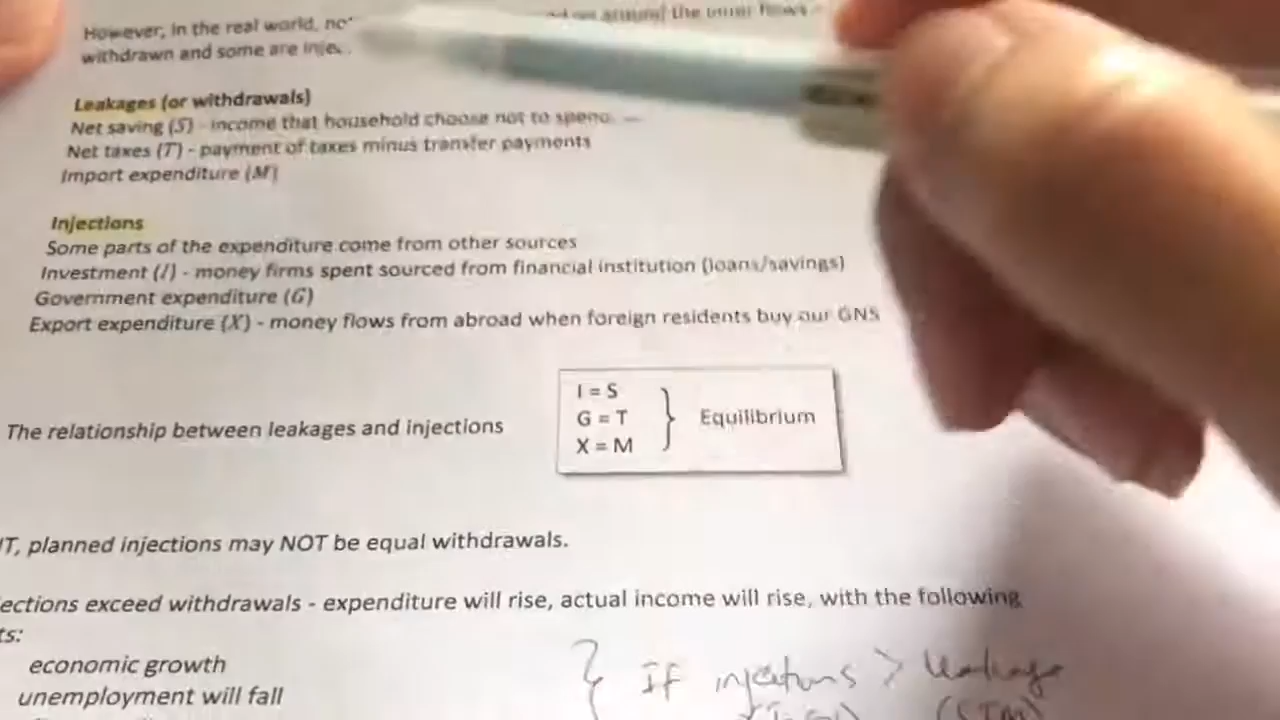 However, in the real world, not around the inner flows
withdrawn and some are
Leakages (or withdrawals)
Net saving (S) - income that household choose not to spend.
Net taxes (T) - payment of taxes minus transfer payments
Import expenditure (M)
Injections
Some parts of the expenditure come from other sources
Investment (I) - money firms spent sourced from financial institution (loans/savings)
Government expenditure (G)
Export expenditure (X) - money flows from abroad when foreign residents buy our GNS
I = S
G = T
X = M
Equilibrium
The relationship between leakages and injections
planned injections may NOT be equal withdrawals.
ections exceed withdrawals - expenditure will rise, actual income will rise, with the following
ts:
economic growth
unemployment will fall
If injections > leakage